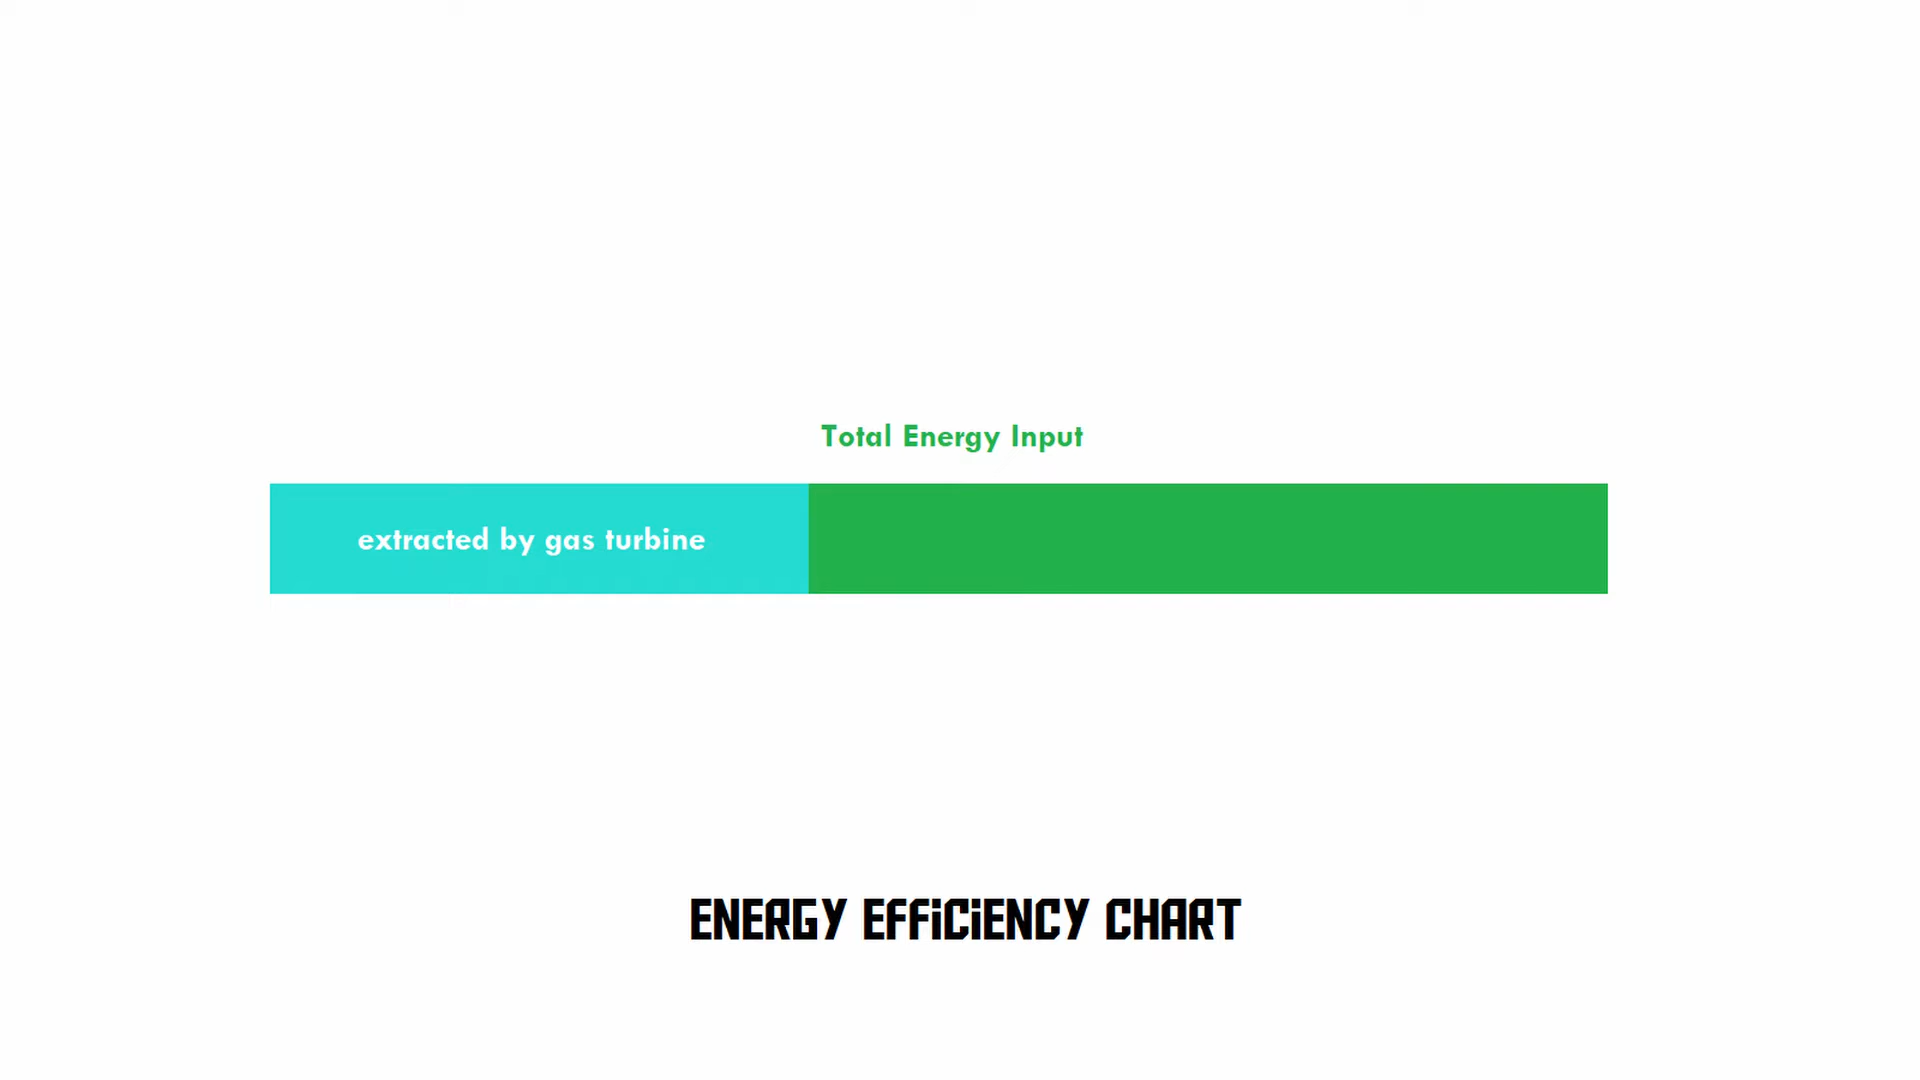 Total Energy Input
extracted by gas turbine
ENERGY EFFiCiENCY CHART